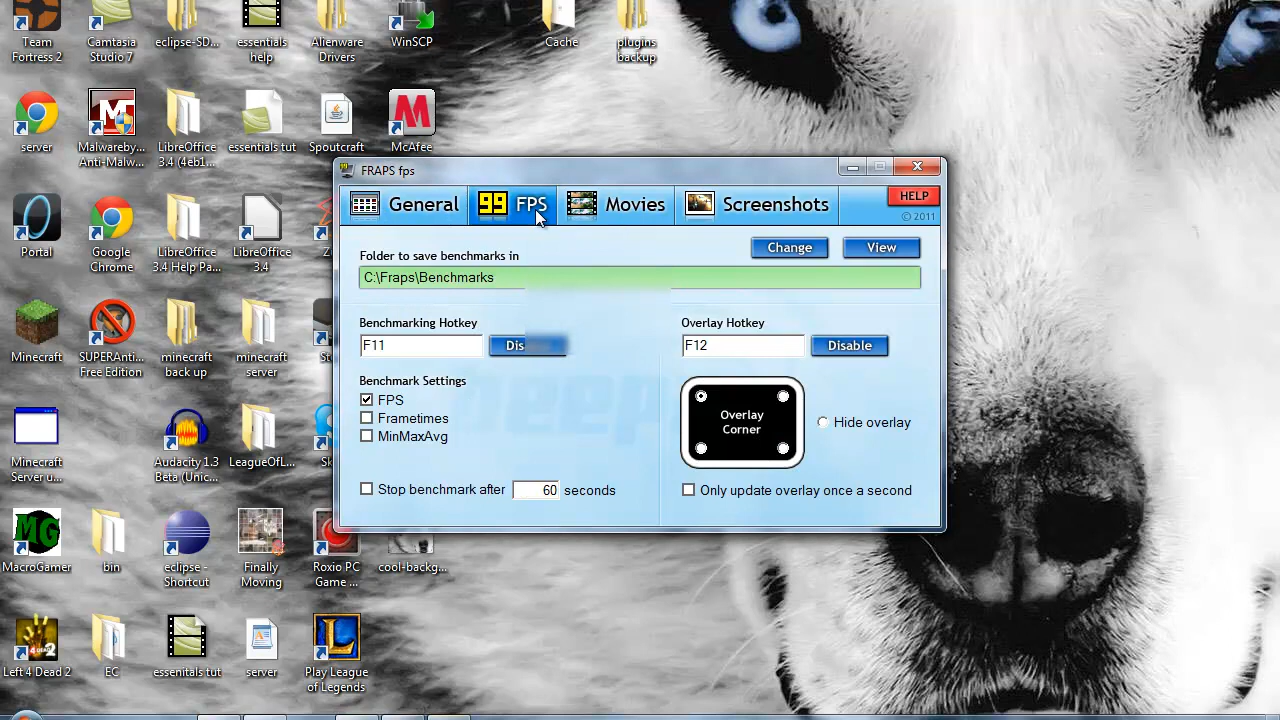 Team
Fortress 2
Camtasia
Studio 7
eclipse-SD...
essentials
help
Alienware
Drivers
WinSCP
Cache
plugins
backup
server
Malwareby...
Anti-Malw...
LibreOffice
3.4 (4eb1...
essentials tut
Spoutcraft
McAfee
FRAPS fps
General
99
FPS
Movies
Screenshots
HELP
© 2011
Folder to save benchmarks in
Change
View
C:\Fraps\Benchmarks
Benchmarking Hotkey
F11
Overlay Hotkey
F12
Disable
Benchmark Settings
FPS
Frametimes
MinMaxAvg
Overlay
Corner
Hide overlay
Stop benchmark after
60
seconds
Only update overlay once a second
Portal
Google
Chrome
LibreOffice
3.4 Help Pa...
LibreOffice
3.4
Minecraft
SUPERAnti...
Free Edition
minecraft
back up
minecraft
server
Minecraft
Server u...
Audacity 1.3
Beta (Unic...
LeagueOfL...
MG
MacroGamer
bin
eclipse -
Shortcut
Finally
Moving
Roxio PC
Game ...
cool-backg...
Left 4 Dead 2
EC
essenitals tut
server
Play League
of Legends